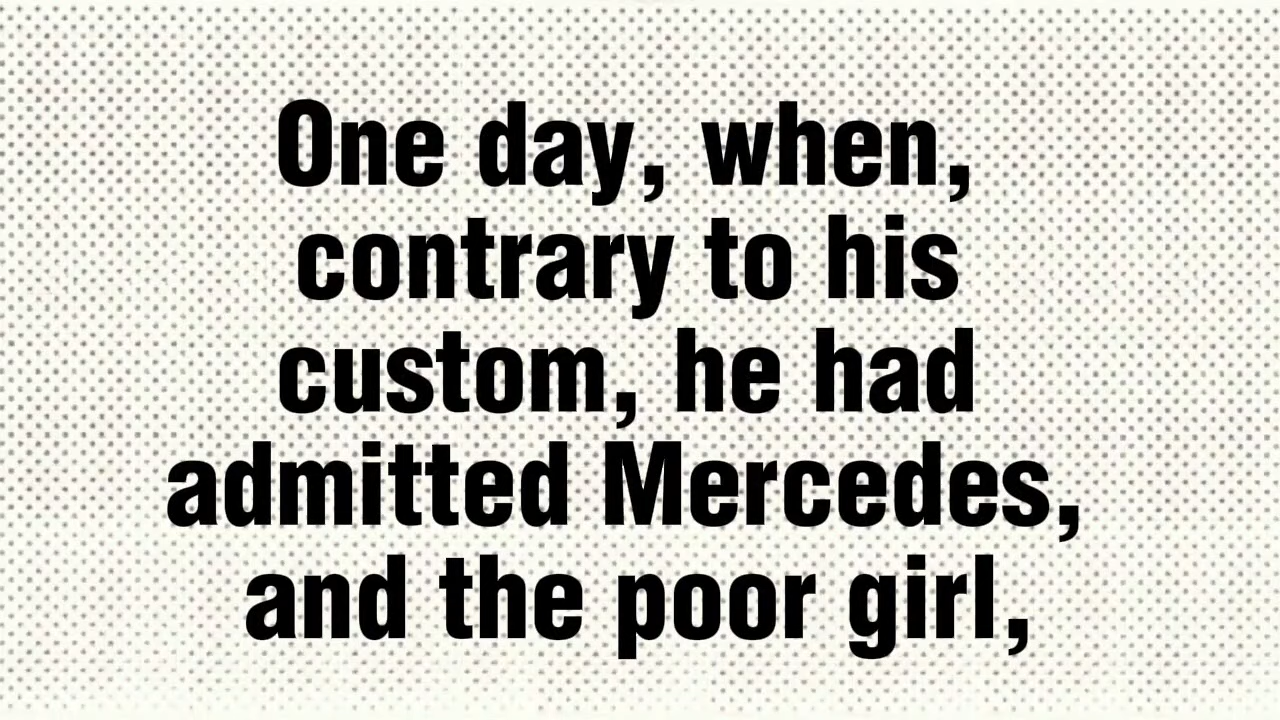 One day, when,
contrary to his
custom, he had
admitted Mercedes,
and the poor girl,